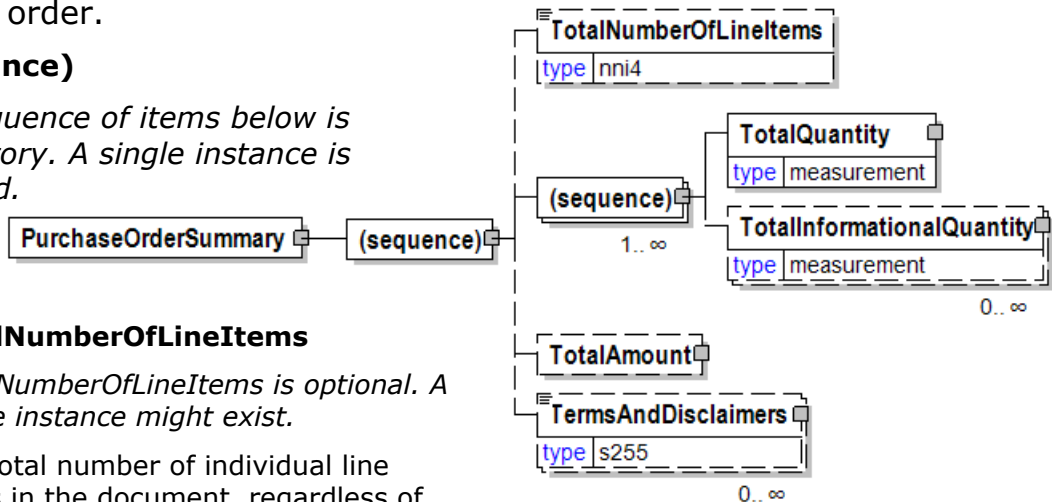 order.
nce)
uence of items below is
ory. A single instance is
d.
PurchaseOrderSummary
(sequence)
TotalNumberOfLineItems
type nni4
(sequence)
1.. ∞
TotalQuantity
type measurement
TotalInformationalQuantity
type measurement
0.. ∞
TotalAmount
TermsAndDisclaimers
type s255
0.. ∞
lNumberOfLineItems
NumberOfLineItems is optional. A
e instance might exist.
otal number of individual line
in the document, regardless of